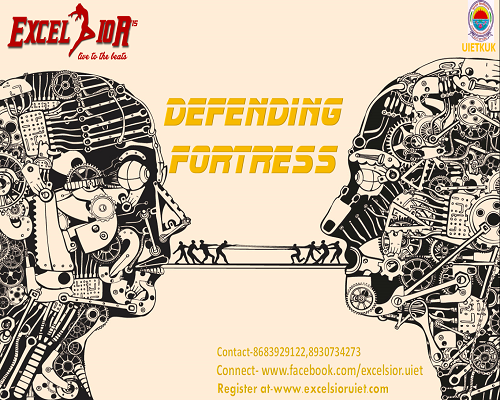 EXCELSIOR 15
live to the beats
UIETKUK
DEFENDING
FORTRESS
Contact-8683929122,8930734273
Connect- www.facebook.com/excelsior.uiet
Register at-www.excelsioruiet.com